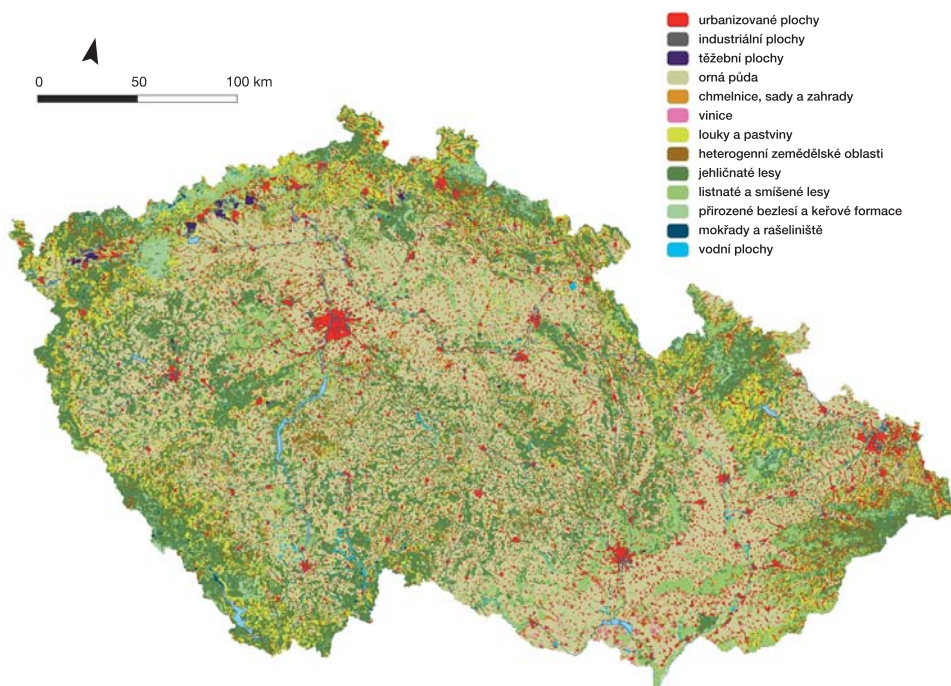 urbanizované plochy
industriální plochy
těžební plochy
orná půda
chmelnice, sady a zahrady
vinice
louky a pastviny
heterogenní zemědělské oblasti
jehličnaté lesy
listnaté a smíšené lesy
přirozené bezlesí a keřové formace
mokřady a rašeliniště
vodní plochy
0 50 100 km